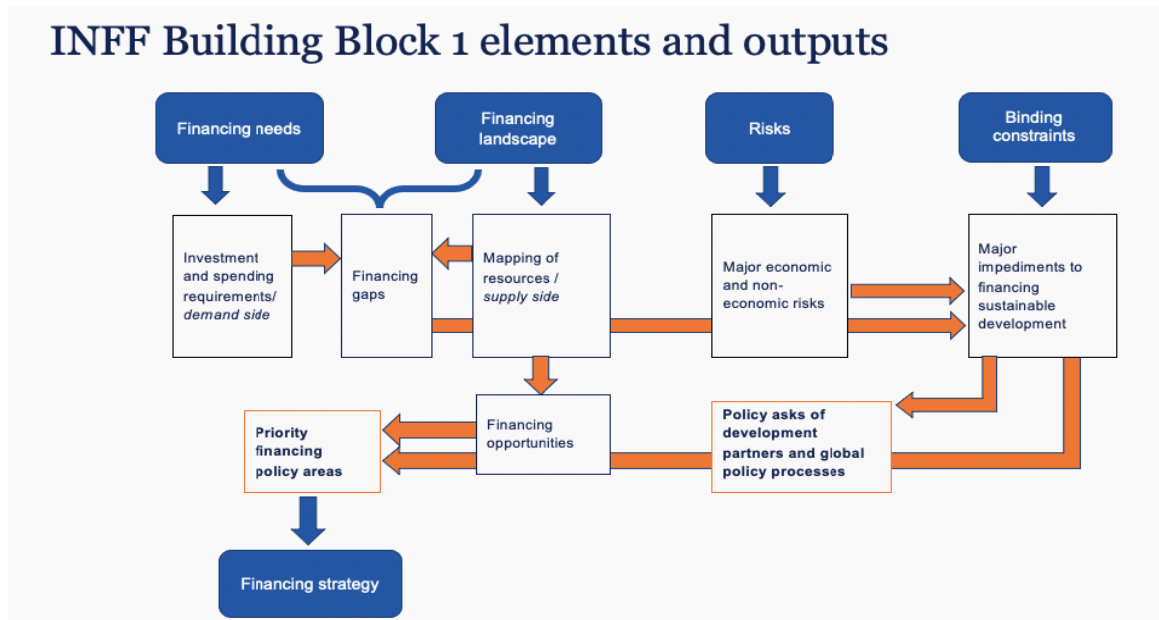 INFF Building Block 1 elements and outputs
Financing needs
Financing
landscape
Risks
Binding
constraints
Investment
and spending
requirements/
demand side
Financing
gaps
Mapping of
resources /
supply side
Major economic
and non-
economic risks
Major
impediments to
financing
sustainable
development
Priority
financing
policy areas
Financing
opportunities
Policy asks of
development
partners and global
policy processes
Financing strategy